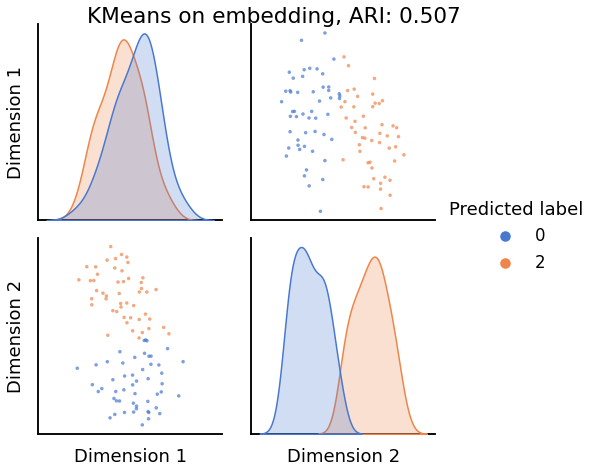 KMeans on embedding, ARI: 0.507
Dimension 1
Predicted label
0
2
Dimension 2
Dimension 1
Dimension 2